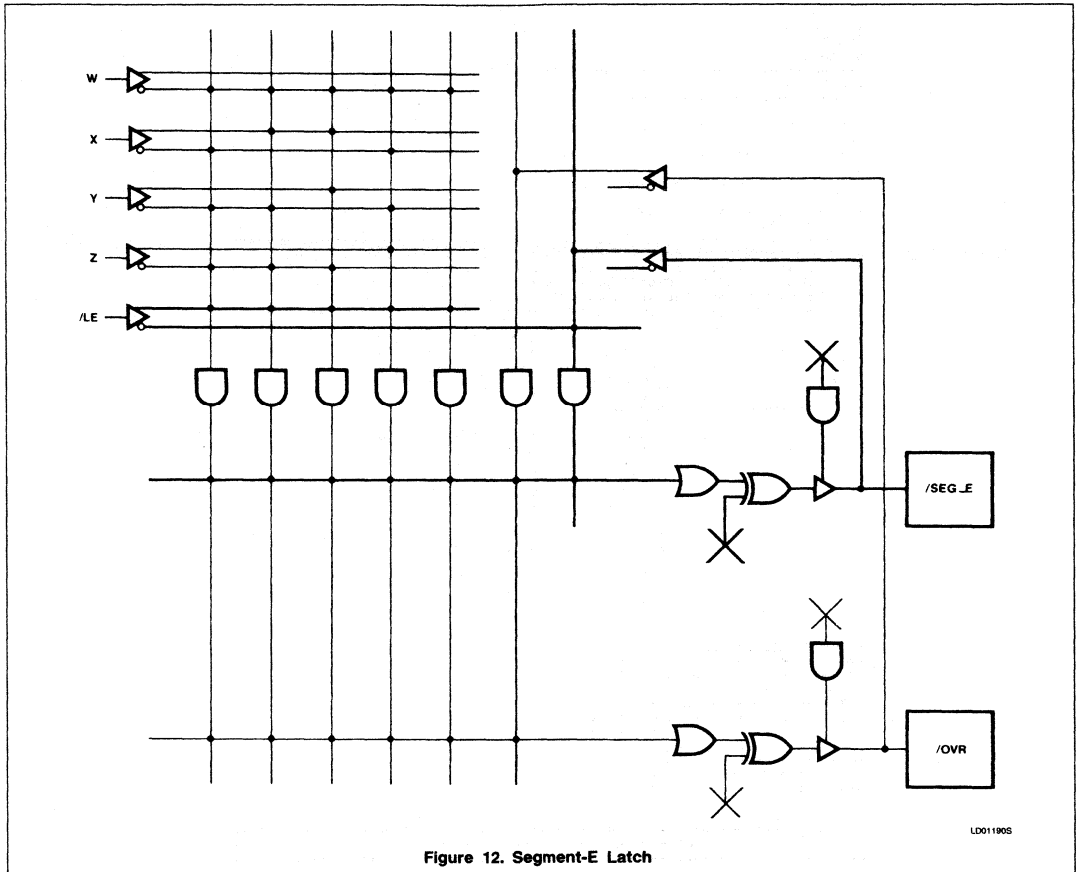 W
X
Y
Z
/LE
/SEG_E
/OVR
LD01190S
Figure 12. Segment-E Latch